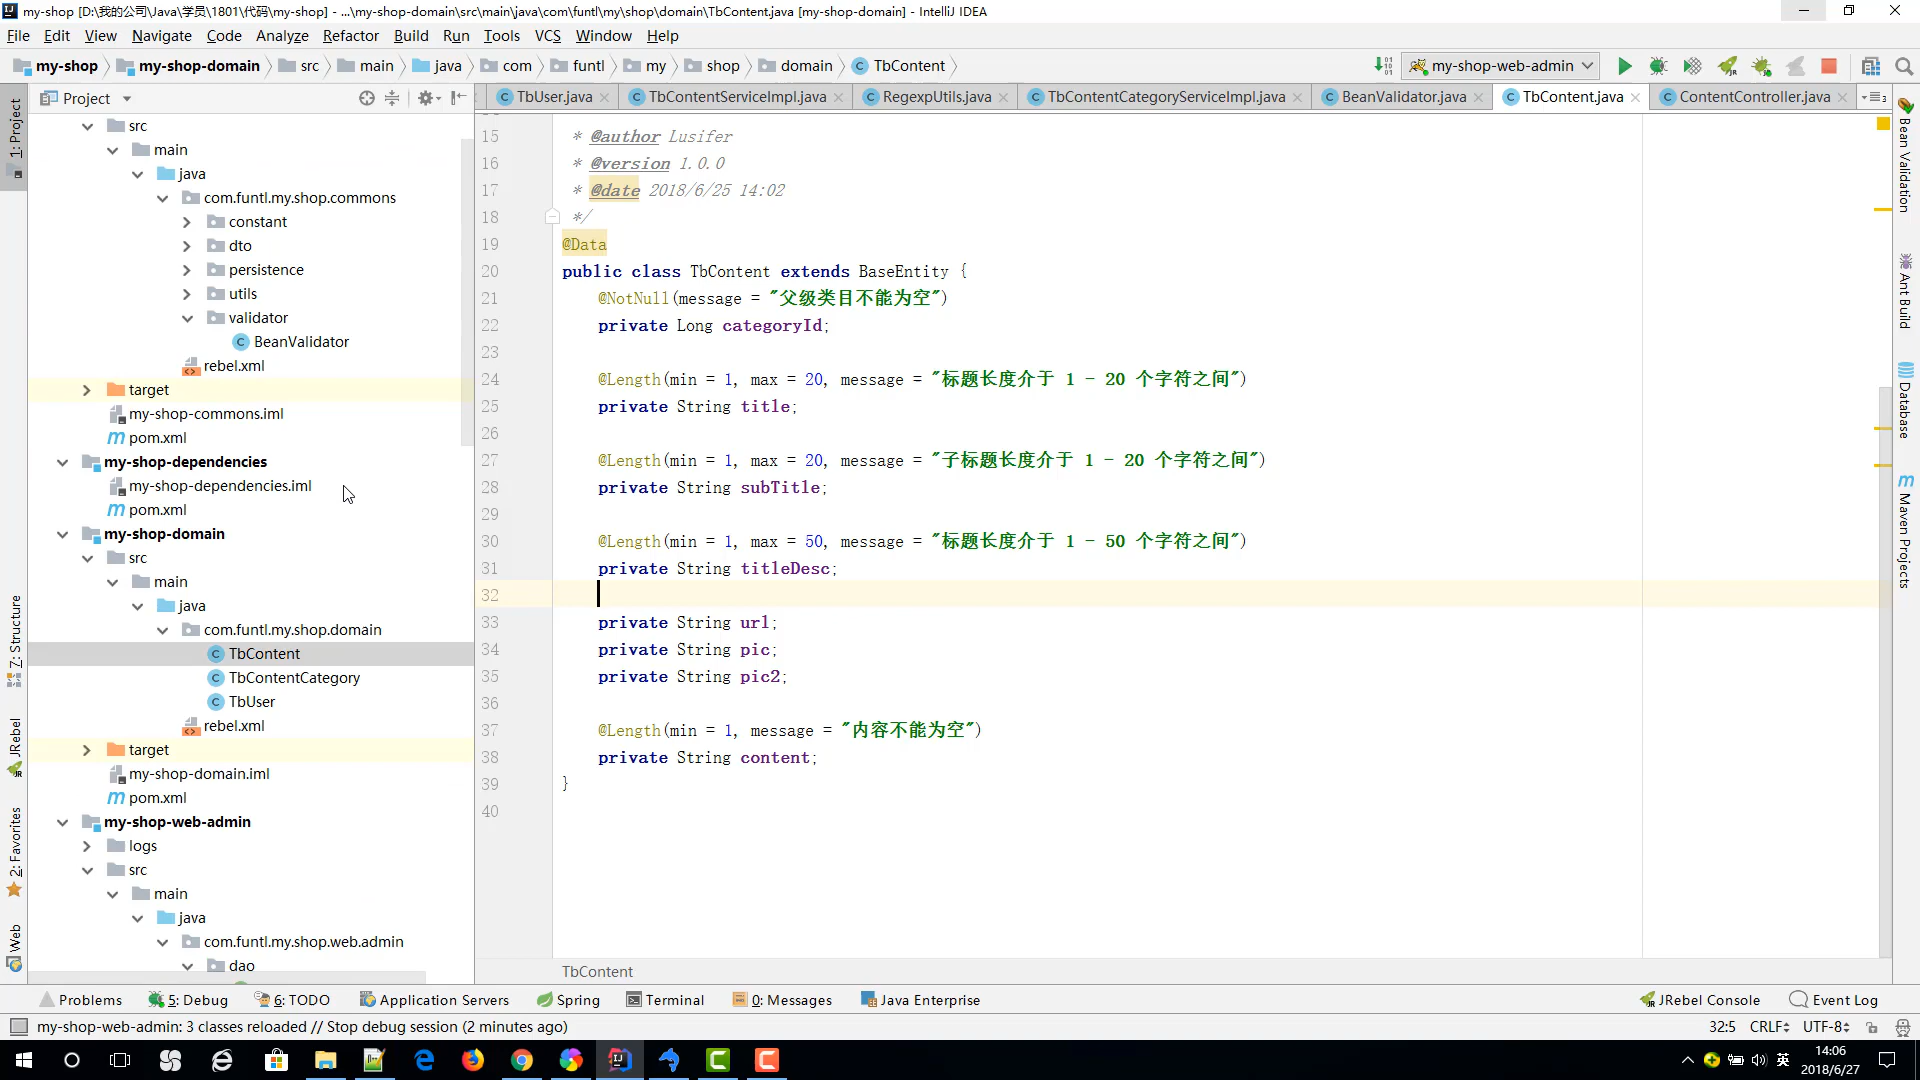 my-shop [D:\我的公司\Java\学员\1801\代码\my-shop] - ...\my-shop-domain\src\main\java\com\funtl\my\shop\domain\TbContent.java [my-shop-domain] - IntelliJ IDEA
File Edit View Navigate Code Analyze Refactor Build Run Tools VCS Window Help
my-shop my-shop-domain src main java com funtl my shop domain TbContent my-shop-web-admin
Project TbUser.java TbContentServiceImpl.java RegexpUtils.java TbContentCategoryServiceImpl.java BeanValidator.java TbContent.java ContentController.java
src
main
java
com.funtl.my.shop.commons
constant
dto
persistence
utils
validator
BeanValidator
rebel.xml
target
my-shop-commons.iml
pom.xml
my-shop-dependencies
my-shop-dependencies.iml
pom.xml
my-shop-domain
src
main
java
com.funtl.my.shop.domain
TbContent
TbContentCategory
TbUser
rebel.xml
target
my-shop-domain.iml
pom.xml
my-shop-web-admin
logs
src
main
java
com.funtl.my.shop.web.admin
dao
15 * @author Lusifer
16 * @version 1.0.0
17 * @date 2018/6/25 14:02
18 */
19 @Data
20 public class TbContent extends BaseEntity {
21 @NotNull(message = "父级类目不能为空")
22 private Long categoryId;
23
24 @Length(min = 1, max = 20, message = "标题长度介于 1 - 20 个字符之间")
25 private String title;
26
27 @Length(min = 1, max = 20, message = "子标题长度介于 1 - 20 个字符之间")
28 private String subTitle;
29
30 @Length(min = 1, max = 50, message = "标题长度介于 1 - 50 个字符之间")
31 private String titleDesc;
32
33 private String url;
34 private String pic;
35 private String pic2;
36
37 @Length(min = 1, message = "内容不能为空")
38 private String content;
39 }
40
TbContent
1: Project
7: Structure
JRebel
2: Favorites
Web
Bean Validation
Ant Build
Database
Maven Projects
Problems 5: Debug 6: TODO Application Servers Spring Terminal 0: Messages Java Enterprise JRebel Console Event Log
my-shop-web-admin: 3 classes reloaded // Stop debug session (2 minutes ago) 32:5 CRLF UTF-8
英 14:06
2018/6/27